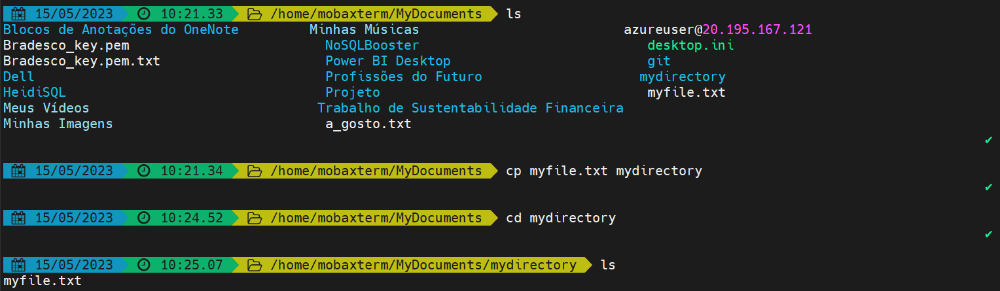 15/05/2023 10:21.33 /home/mobaxterm/MyDocuments ls
Blocos de Anotações do OneNote Minhas Músicas azureuser@20.195.167.121
Bradesco_key.pem NoSQLBooster desktop.ini
Bradesco_key.pem.txt Power BI Desktop git
Dell Profissões do Futuro mydirectory
HeidiSQL Projeto myfile.txt
Meus Vídeos Trabalho de Sustentabilidade Financeira
Minhas Imagens a_gosto.txt
✔
15/05/2023 10:21.34 /home/mobaxterm/MyDocuments cp myfile.txt mydirectory
✔
15/05/2023 10:24.52 /home/mobaxterm/MyDocuments cd mydirectory
✔
15/05/2023 10:25.07 /home/mobaxterm/MyDocuments/mydirectory ls
myfile.txt